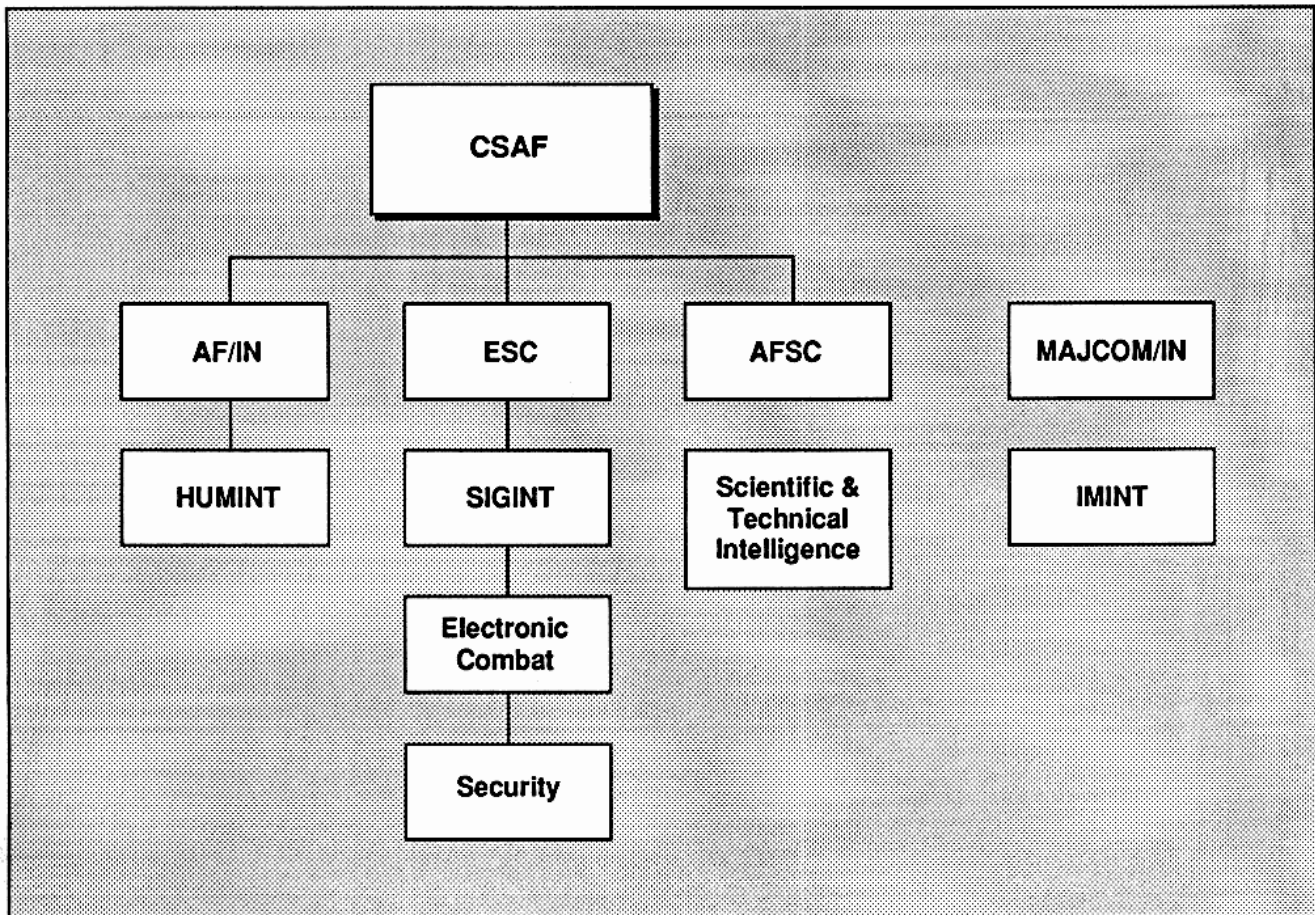 CSAF
AF/IN
ESC
AFSC
MAJCOM/IN
HUMINT
SIGINT
Scientific &
Technical
Intelligence
IMINT
Electronic
Combat
Security